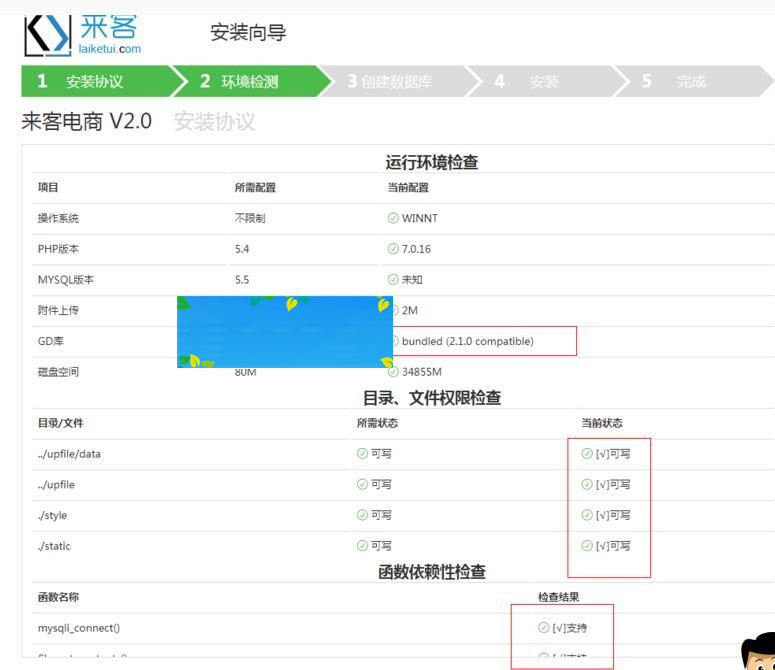 来客
laiketui.com
安装向导
1 安装协议 2 环境检测 3 创建数据库 4 安装 5 完成
来客电商 V2.0 安装协议
运行环境检查
项目 所需配置 当前配置
操作系统 不限制 WINNT
PHP版本 5.4 7.0.16
MYSQL版本 5.5 未知
附件上传 2M
GD库 bundled (2.1.0 compatible)
磁盘空间 80M 34855M
目录、文件权限检查
目录/文件 所需状态 当前状态
../upfile/data 可写 [√]可写
../upfile 可写 [√]可写
./style 可写 [√]可写
./static 可写 [√]可写
函数依赖性检查
函数名称 检查结果
mysqli_connect() [√]支持